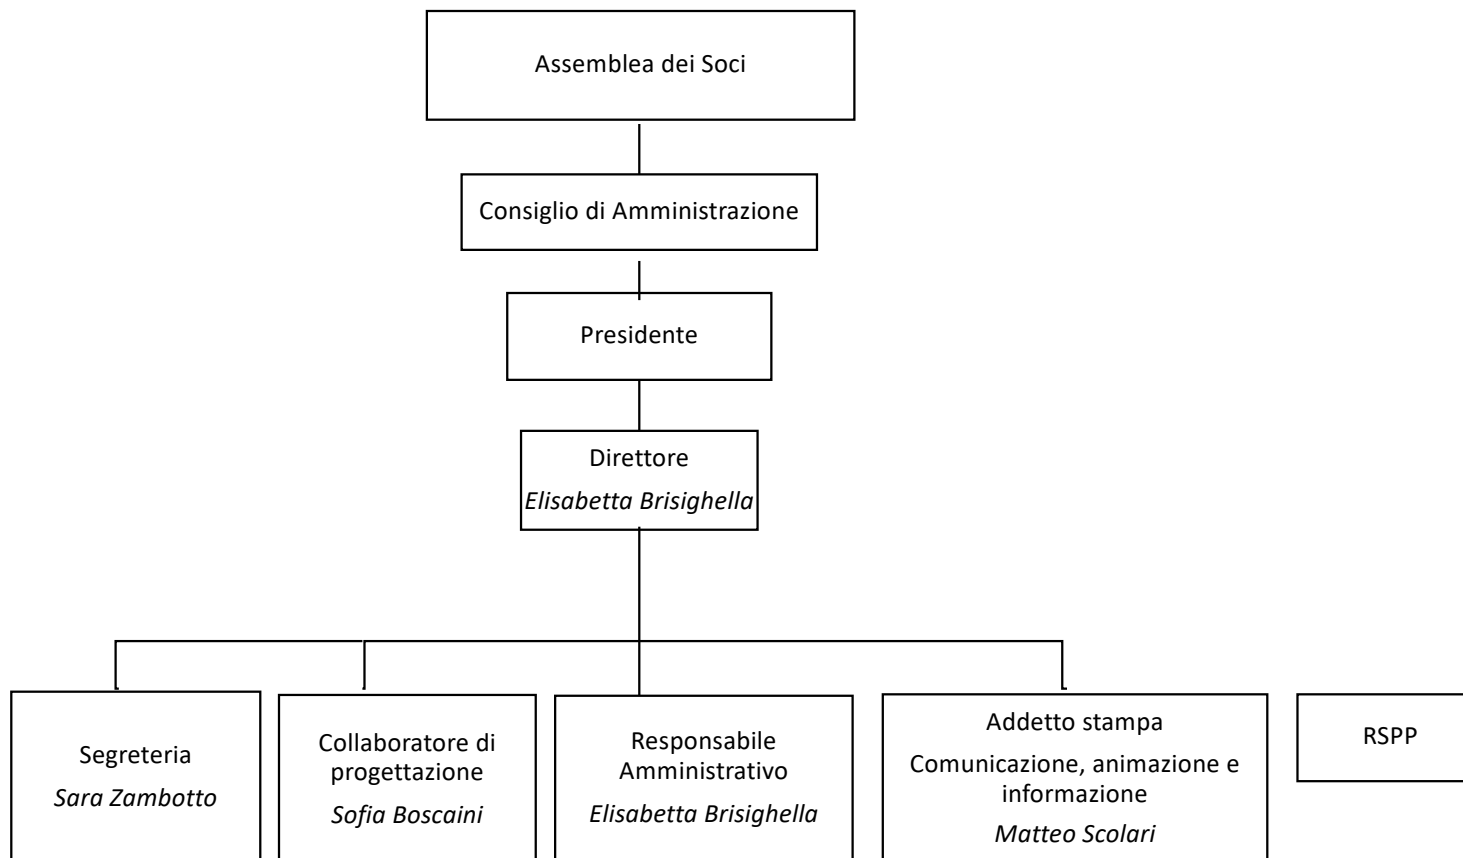 Assemblea dei Soci
Consiglio di Amministrazione
Presidente
Direttore
Elisabetta Brisighella
Segreteria
Sara Zambotto
Collaboratore di
progettazione
Sofia Boscaini
Responsabile
Amministrativo
Elisabetta Brisighella
Addetto stampa
Comunicazione, animazione e
informazione
Matteo Scolari
RSPP